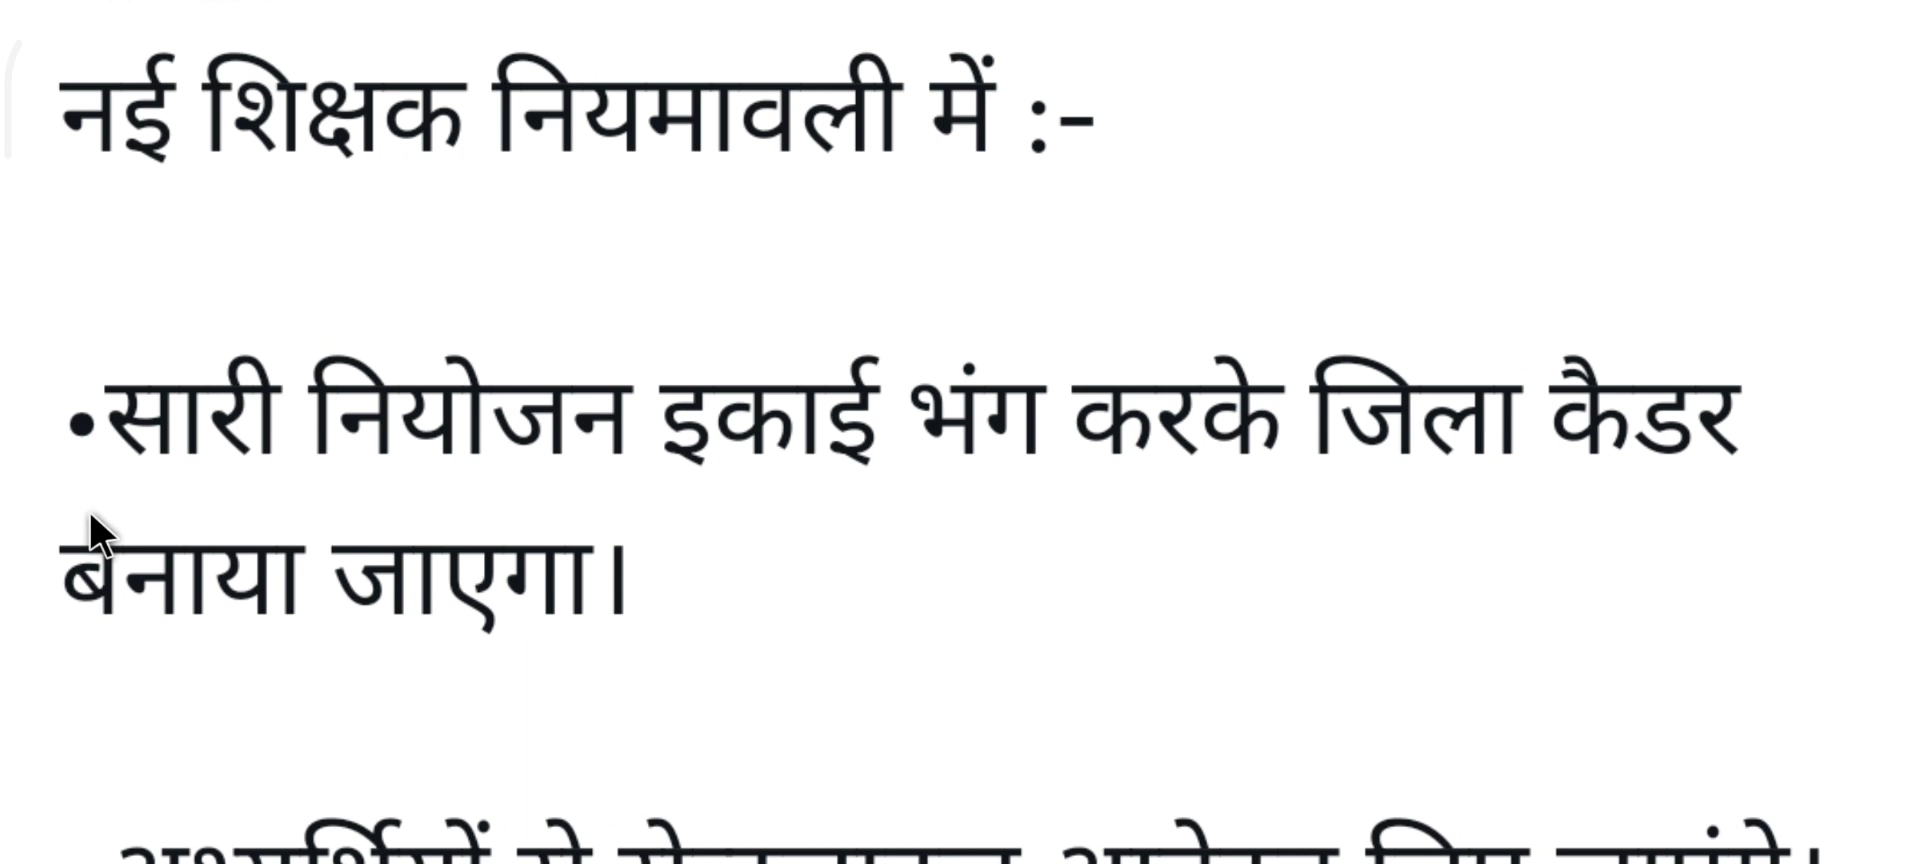 नई शिक्षक नियमावली में :-
•सारी नियोजन इकाई भंग करके जिला कैडर
बनाया जाएगा।